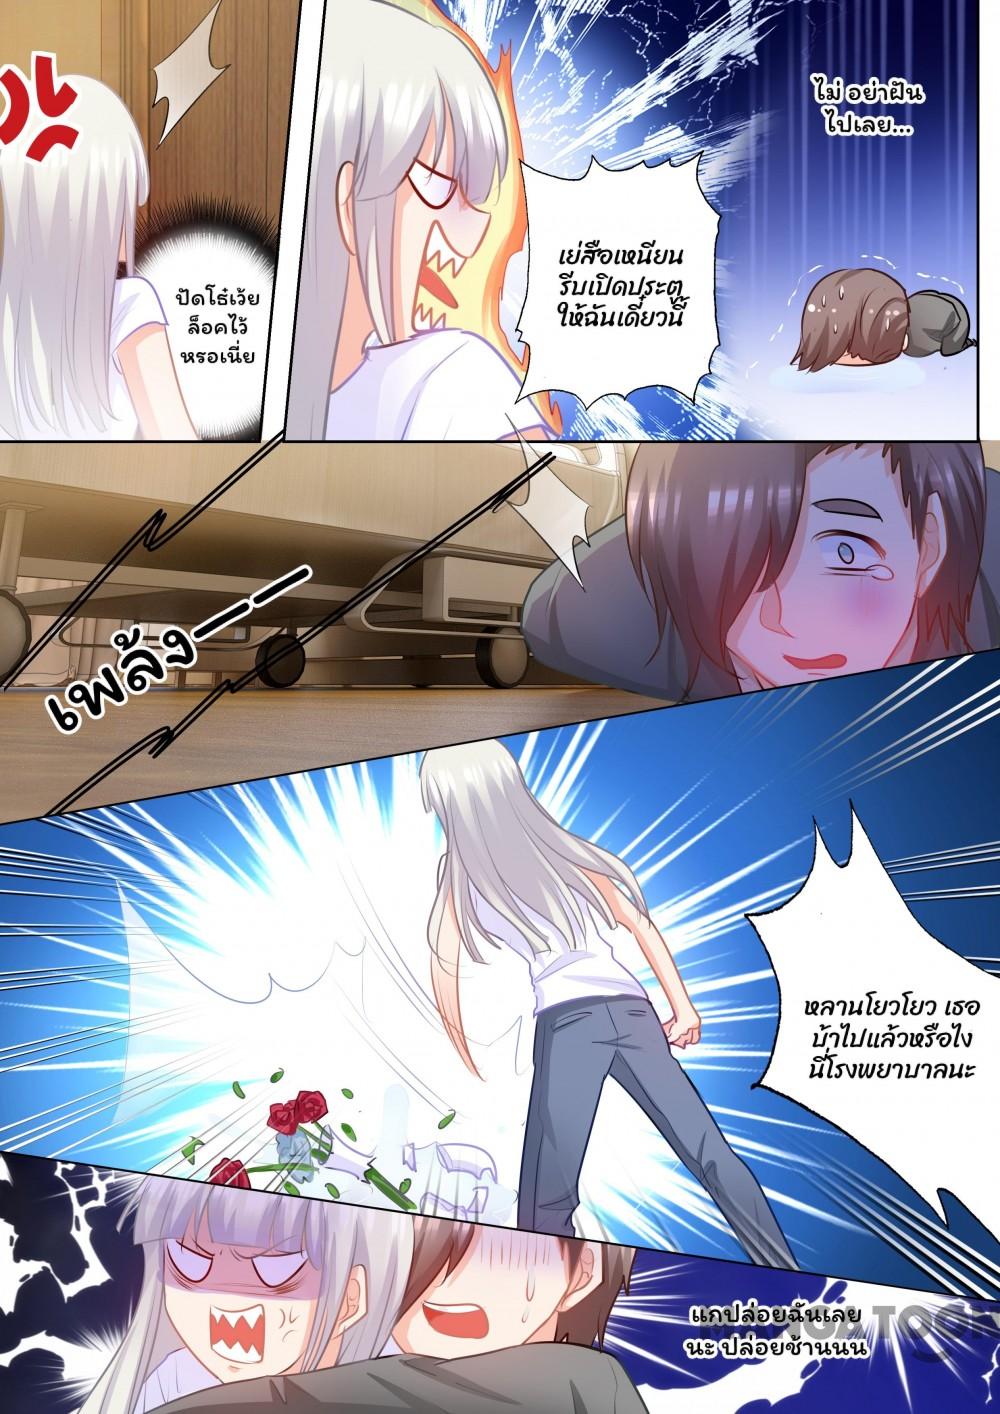 ปัดโธ่เว้ย
ล็อคไว้
หรอเนี่ย
เย่สือเหนียน
รีบเปิดประตู
ให้ฉันเดี๋ยวนี้
ไม่ อย่าฝัน
ไปเลย...
เพล้ง———
หลานโยวโยว เธอ
บ้าไปแล้วหรือไง
นี่โรงพยาบาลนะ
แกปล่อยฉันเลย
นะ ปล่อยช้านนน
MANGA TOON